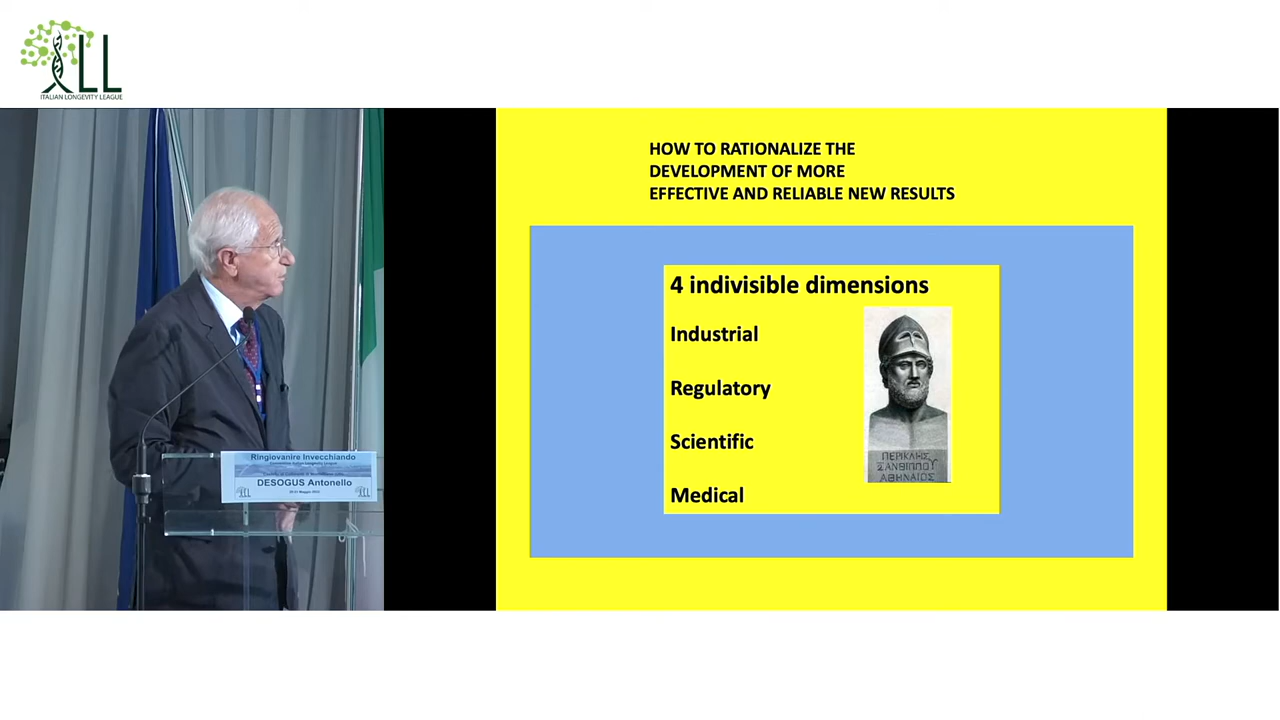 LL
ITALIAN LONGEVITY LEAGUE
HOW TO RATIONALIZE THE
DEVELOPMENT OF MORE
EFFECTIVE AND RELIABLE NEW RESULTS
4 indivisible dimensions
Industrial
Regulatory
Scientific
Medical
ΠΕΡΙΚΛΗΣ
ΞΑΝΘΙΠΠΟΥ
ΑΘΗΝΑΙΟΣ
Ringiovanire Invecchiando
DESOGUS Antonello